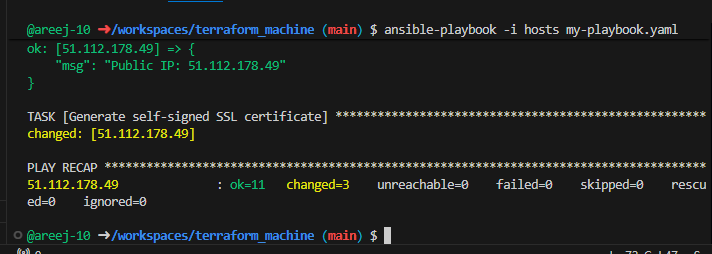 @areej-10 ➜/workspaces/terraform_machine (main) $ ansible-playbook -i hosts my-playbook.yaml
ok: [51.112.178.49] => {
    "msg": "Public IP: 51.112.178.49"
}
TASK [Generate self-signed SSL certificate] *****************************************************
changed: [51.112.178.49]
PLAY RECAP **************************************************************************************
51.112.178.49              : ok=11   changed=3    unreachable=0    failed=0    skipped=0    rescu
ed=0    ignored=0
@areej-10 ➜/workspaces/terraform_machine (main) $